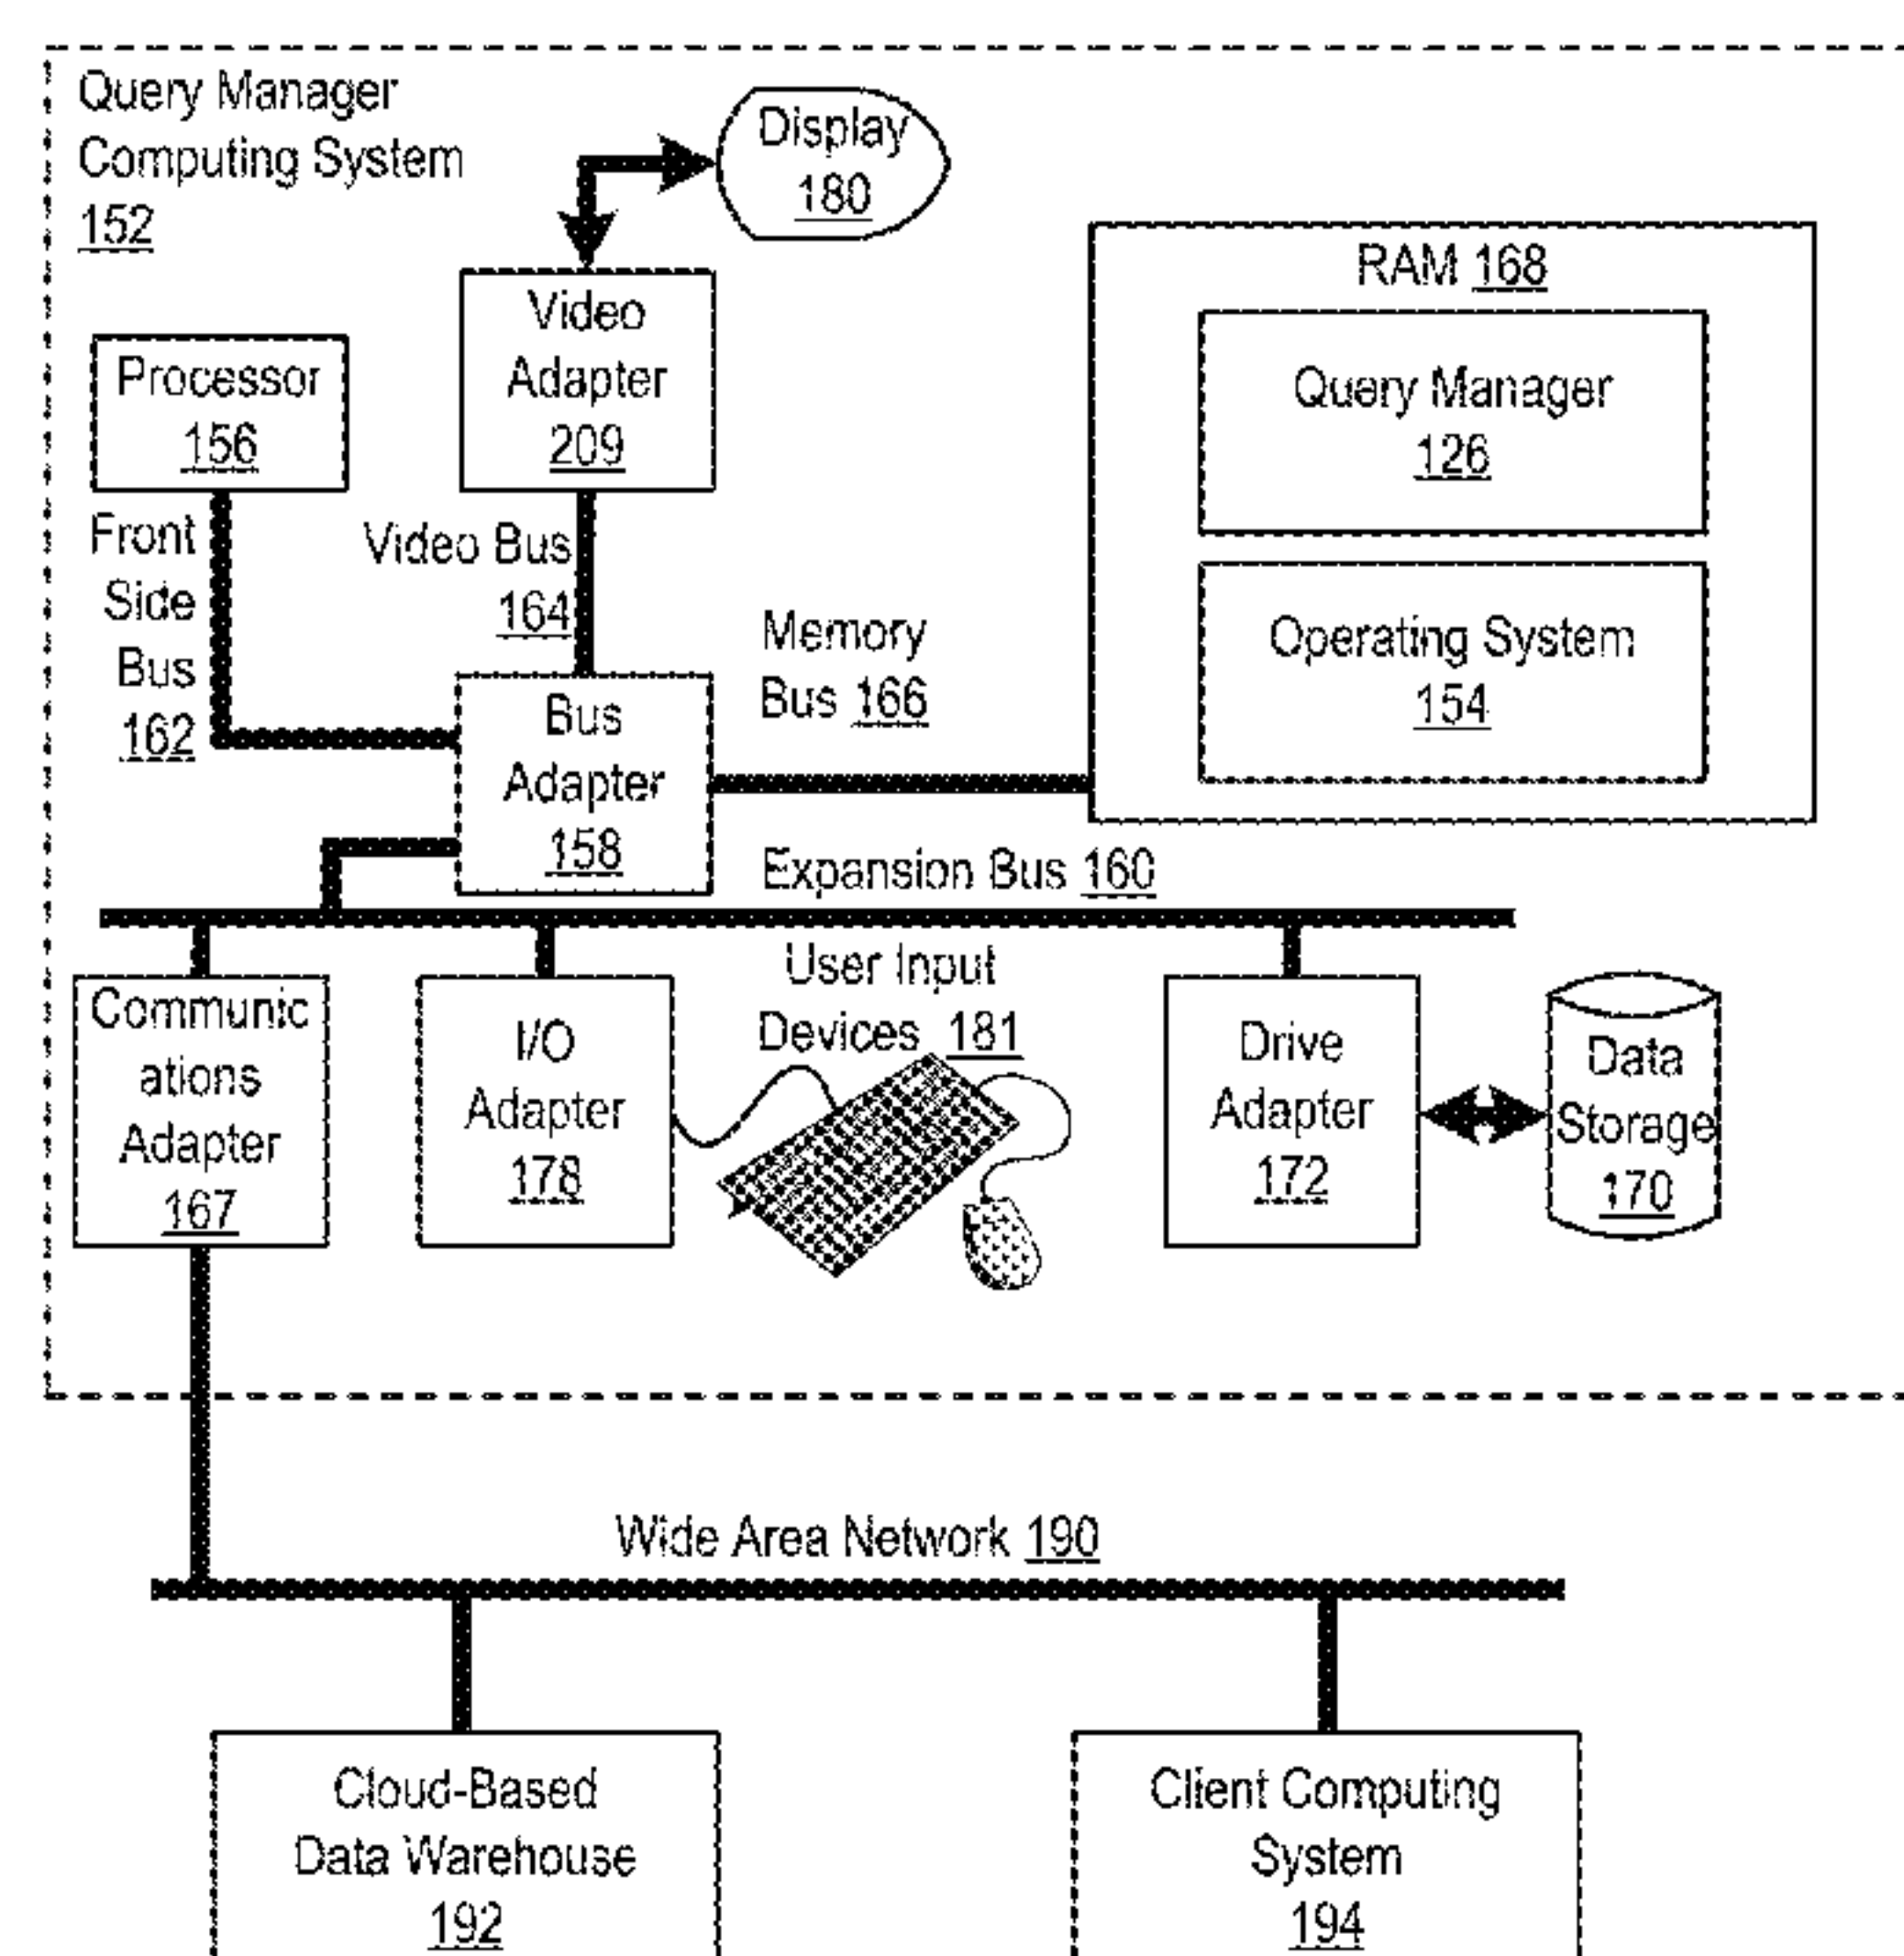 Query Manager
Computing System
152
Display
180
Video
Adapter
209
RAM 168
Query Manager
126
Operating System
154
Processor
156
Front
Side
Bus
162
Video Bus
164
Memory
Bus 166
Bus
Adapter
158
Expansion Bus 160
Communic
ations
Adapter
167
I/O
Adapter
178
User Input
Devices 181
Drive
Adapter
172
Data
Storage
170
Wide Area Network 190
Cloud-Based
Data Warehouse
192
Client Computing
System
194